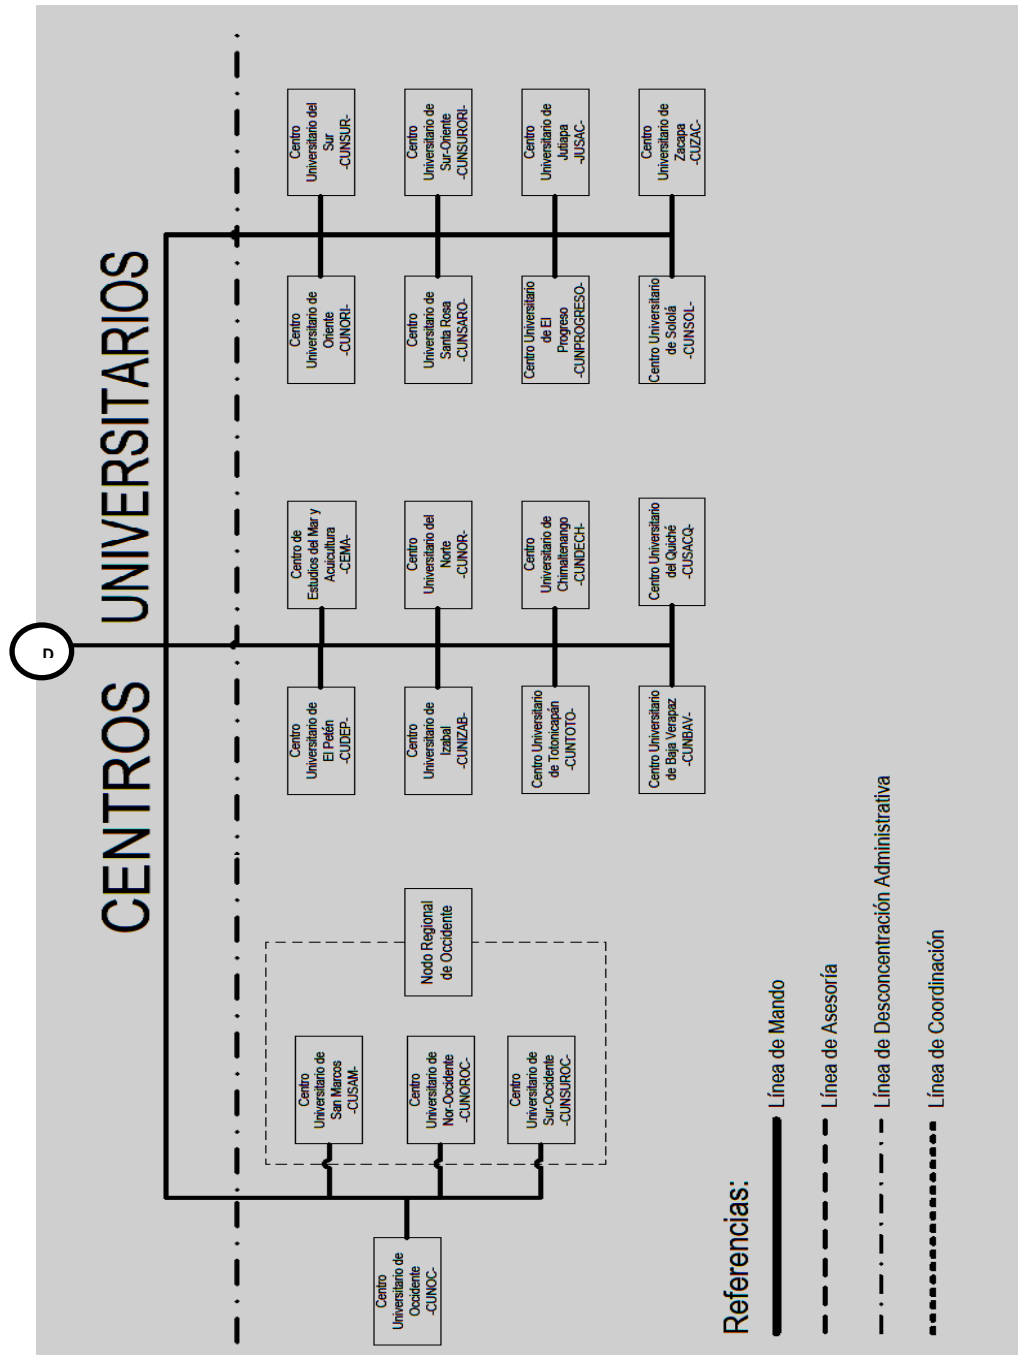 D
CENTROS UNIVERSITARIOS
Centro
Universitario de
Occidente
-CUNOC-
Centro
Universitario de
San Marcos
-CUSAM-
Centro
Universitario de
Nor-Occidente
-CUNOROC-
Centro
Universitario de
Sur-Occidente
-CUNSUROC-
Nodo Regional
de Occidente
Centro
Universitario de
El Petén
-CUDEP-
Centro de
Estudios del Mar y
Acuicultura
-CEMA-
Centro
Universitario de
Izabal
-CUNIZAB-
Centro
Universitario del
Norte
-CUNOR-
Centro Universitario
de Totonicapán
-CUNTOTO-
Centro
Universitario de
Chimaltenango
-CUNDECH-
Centro Universitario
de Baja Verapaz
-CUNBAV-
Centro Universitario
del Quiché
-CUSACQ-
Centro
Universitario de
Oriente
-CUNORI-
Centro
Universitario del
Sur
-CUNSUR-
Centro
Universitario de
Santa Rosa
-CUNSARO-
Centro
Universitario de
Sur-Oriente
-CUNSURORI-
Centro Universitario
de El
Progreso
-CUNPROGRESO-
Centro
Universitario de
Jutiapa
-JUSAC-
Centro Universitario
de Sololá
-CUNSOL-
Centro
Universitario de
Zacapa
-CUZAC-
Referencias:
Línea de Mando
Línea de Asesoría
Línea de Desconcentración Administrativa
Línea de Coordinación